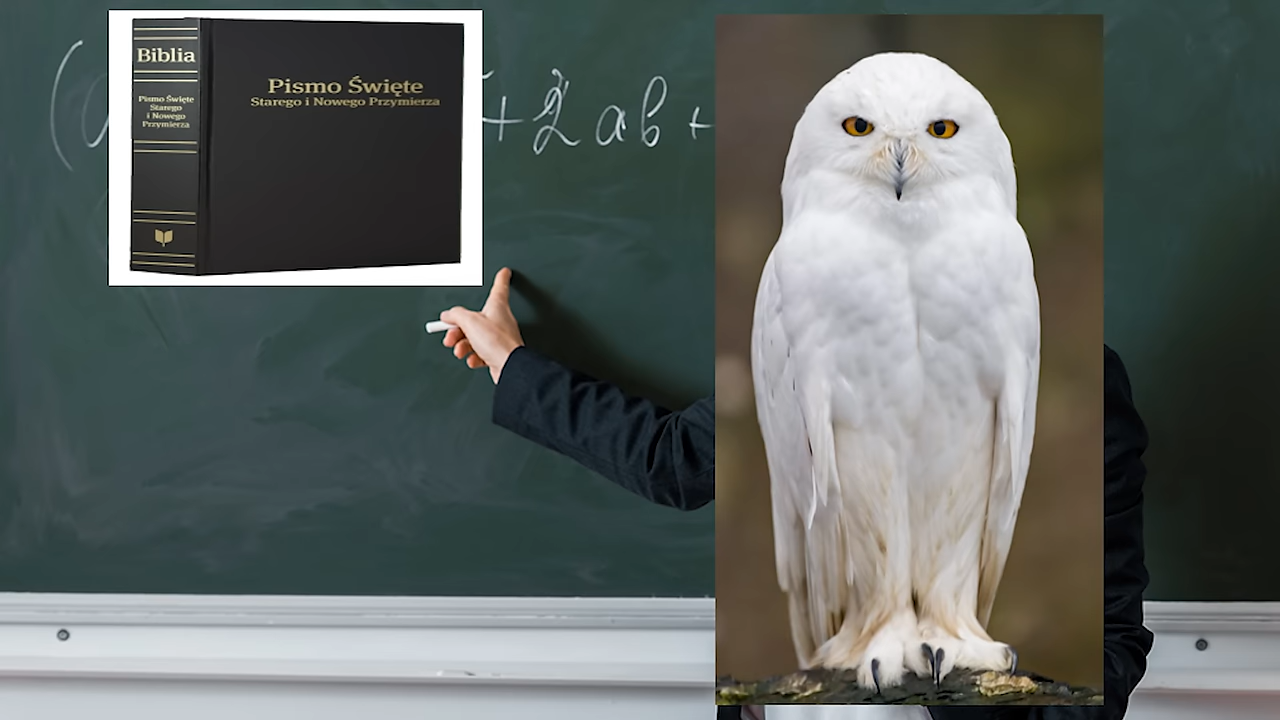 Biblia
Pismo Święte
Starego
i Nowego
Przymierza
Pismo Święte
Starego i Nowego Przymierza
(a
+ 2ab +